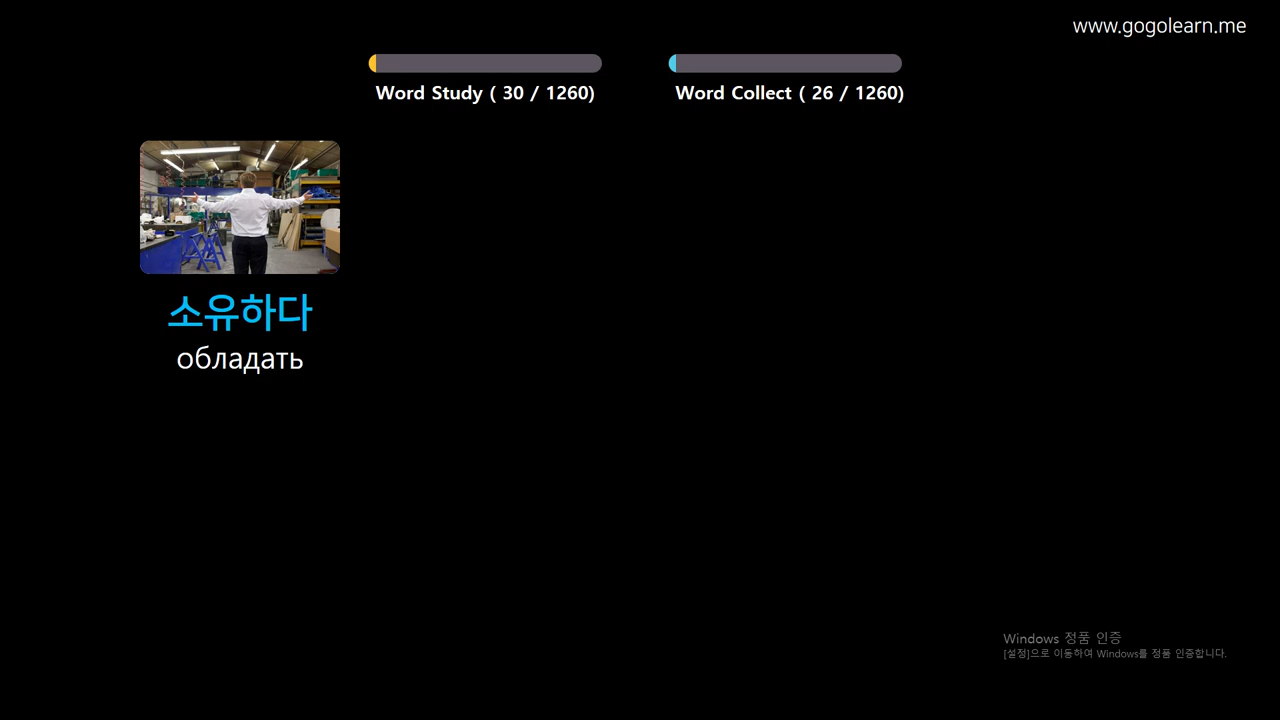 www.gogolearn.me
Word Study ( 30 / 1260)
Word Collect ( 26 / 1260)
소유하다
обладать
Windows 정품 인증
[설정]으로 이동하여 Windows를 정품 인증합니다.